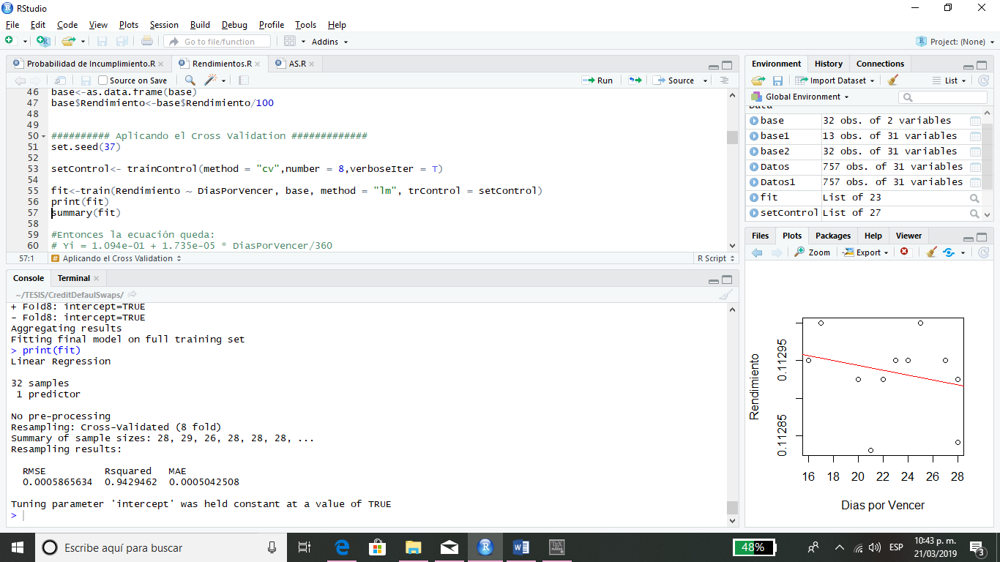 RStudio
File Edit Code View Plots Session Build Debug Profile Tools Help
Go to file/function Addins Project: (None)
Probabilidad de Incumplimiento.R Rendimientos.R AS.R
Source on Save Run Source
46 base<-as.data.frame(base)
47 base$Rendimiento<-base$Rendimiento/100
48
49
50 ########## Aplicando el Cross Validation #############
51 set.seed(37)
52
53 setControl<- trainControl(method = "cv",number = 8,verboseIter = T)
54
55 fit<-train(Rendimiento ~ DiasPorVencer, base, method = "lm", trControl = setControl)
56 print(fit)
57 summary(fit)
58
59 #Entonces la ecuación queda:
60 # Yi = 1.094e-01 + 1.735e-05 * DiasPorVencer/360
57:1 # Aplicando el Cross Validation R Script
Console Terminal
~/TESIS/CreditDefaulSwaps/
+ Fold8: intercept=TRUE
- Fold8: intercept=TRUE
Aggregating results
Fitting final model on full training set
> print(fit)
Linear Regression
32 samples
1 predictor
No pre-processing
Resampling: Cross-Validated (8 fold)
Summary of sample sizes: 28, 29, 26, 28, 28, 28, ...
Resampling results:
RMSE Rsquared MAE
0.0005865634 0.9429462 0.0005042508
Tuning parameter 'intercept' was held constant at a value of TRUE
>
Environment History Connections
Import Dataset List
Global Environment
Data
base 32 obs. of 2 variables
base1 13 obs. of 31 variables
base2 32 obs. of 31 variables
Datos 757 obs. of 31 variables
Datos1 757 obs. of 31 variables
fit List of 23
setControl List of 27
Files Plots Packages Help Viewer
Zoom Export
Rendimiento
0.11295
0.11285
16 18 20 22 24 26 28
Dias por Vencer
Escribe aquí para buscar
48%
ESP
10:43 p. m.
21/03/2019
3